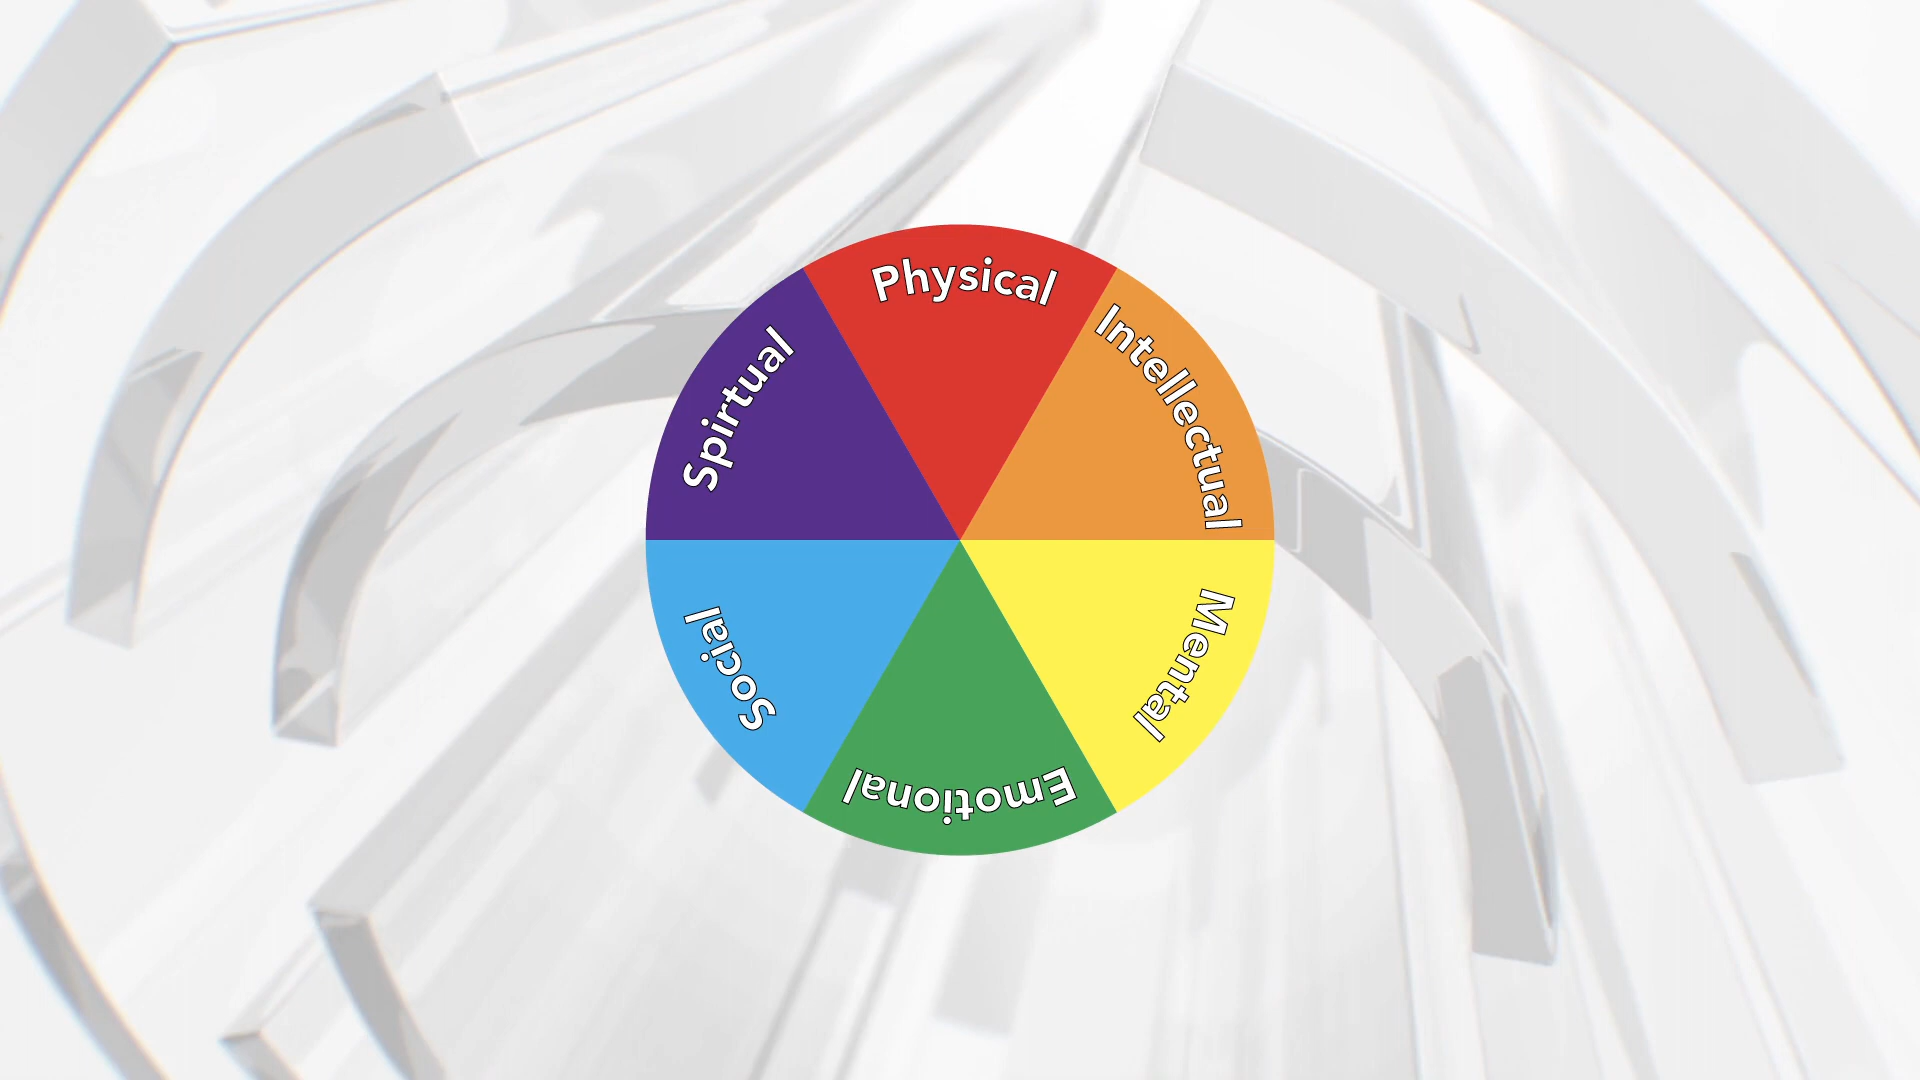 Physical
Intellectual
Mental
Emotional
Social
Spirtual